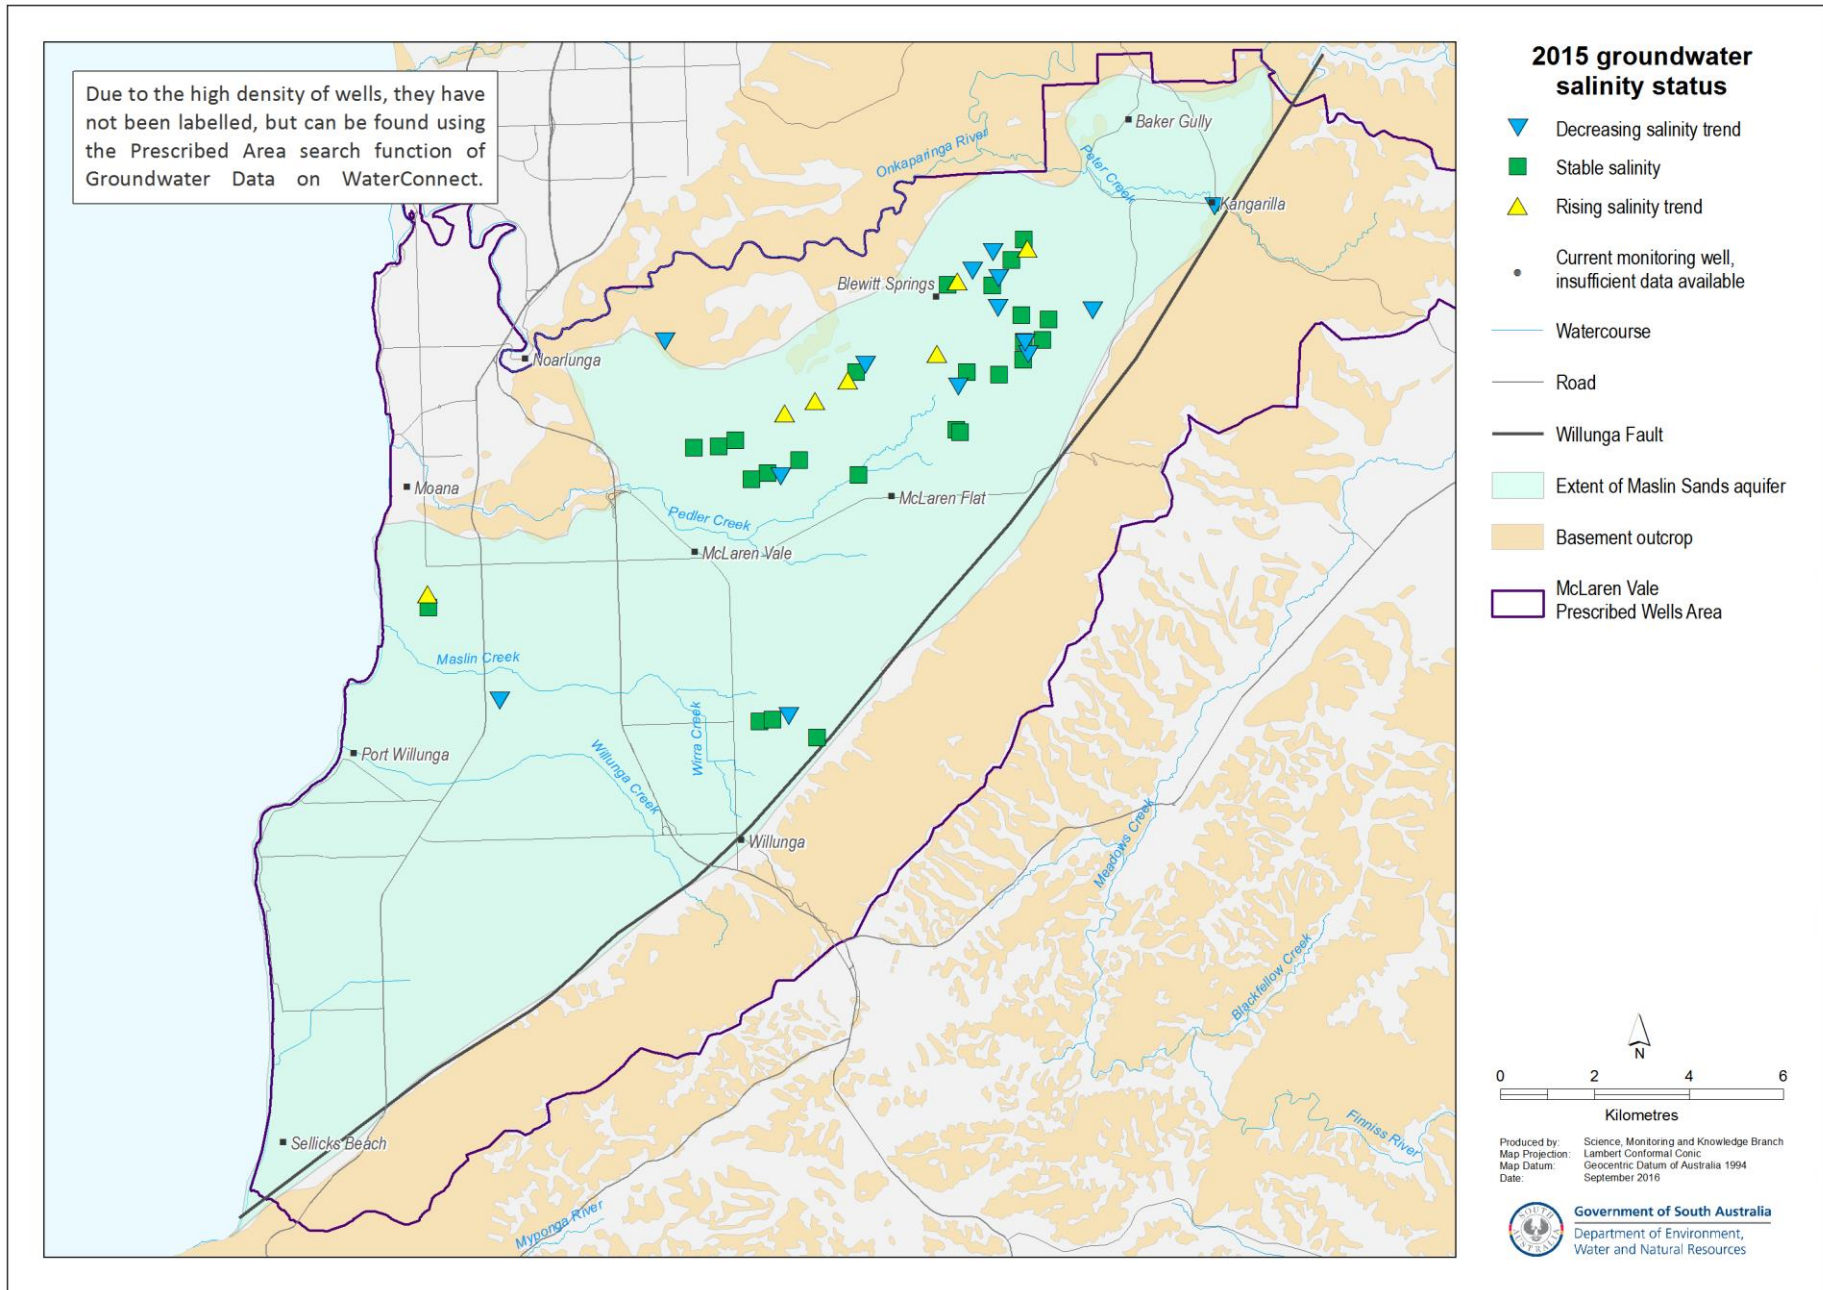 Due to the high density of wells, they have
not been labelled, but can be found using
the Prescribed Area search function of
Groundwater Data on WaterConnect.
Onkaparinga River
Baker Gully
Peter Creek
Kangarilla
Blewitt Springs
Noarlunga
Moana
McLaren Flat
Pedler Creek
McLaren Vale
Maslin Creek
Wirra Creek
Port Willunga
Willunga Creek
Willunga
Meadows Creek
Blackfellow Creek
Finniss River
Sellicks Beach
Myponga River
2015 groundwater
salinity status
Decreasing salinity trend
Stable salinity
Rising salinity trend
Current monitoring well,
insufficient data available
Watercourse
Road
Willunga Fault
Extent of Maslin Sands aquifer
Basement outcrop
McLaren Vale
Prescribed Wells Area
N
0 2 4 6
Kilometres
Produced by: Science, Monitoring and Knowledge Branch
Map Projection: Lambert Conformal Conic
Map Datum: Geocentric Datum of Australia 1994
Date: September 2016
SOUTH AUSTRALIA
Government of South Australia
Department of Environment,
Water and Natural Resources